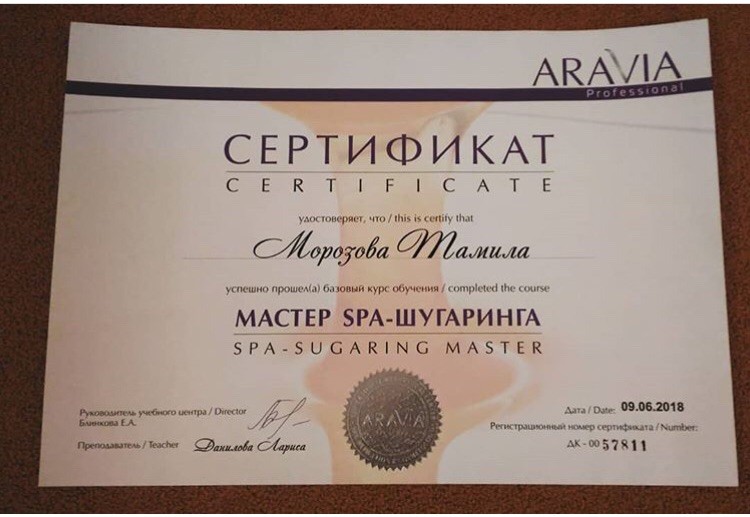 ARAVIA
Professional
СЕРТИФИКАТ
CERTIFICATE
удостоверяет, что / this is certify that
Морозова Тамила
успешно прошел(а) базовый курс обучения / completed the course
МАСТЕР SPA-ШУГАРИНГА
SPA-SUGARING MASTER
Руководитель учебного центра / Director
Блинкова Е.А.
Преподаватель / Teacher Данилова Лариса
ARAVIA
Дата / Date: 09.06.2018
Регистрационный номер сертификата / Number:
ДК - 00 57811